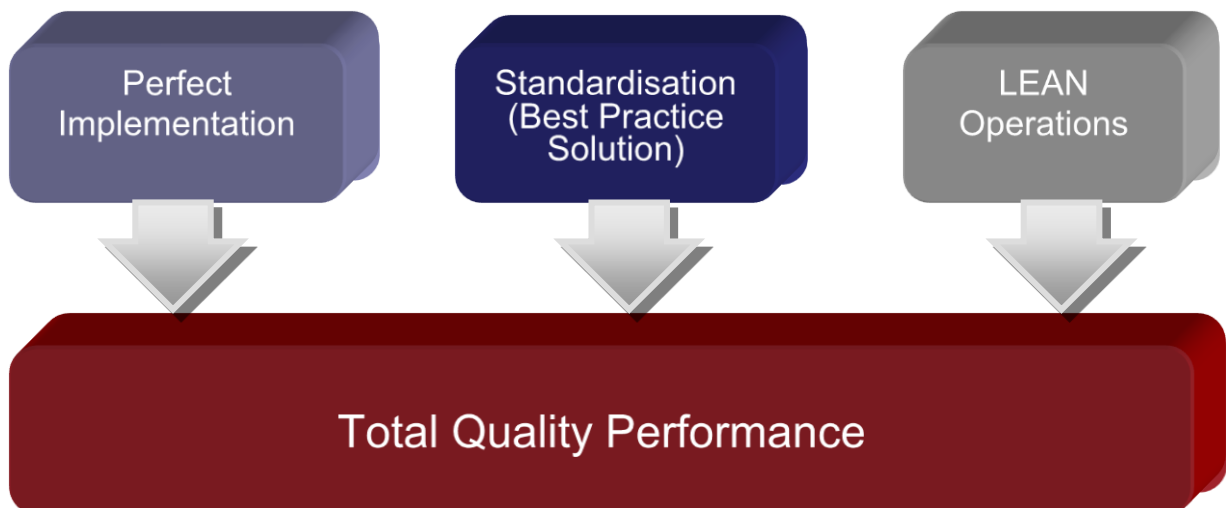 Perfect
Implementation
Standardisation
(Best Practice
Solution)
LEAN
Operations
Total Quality Performance